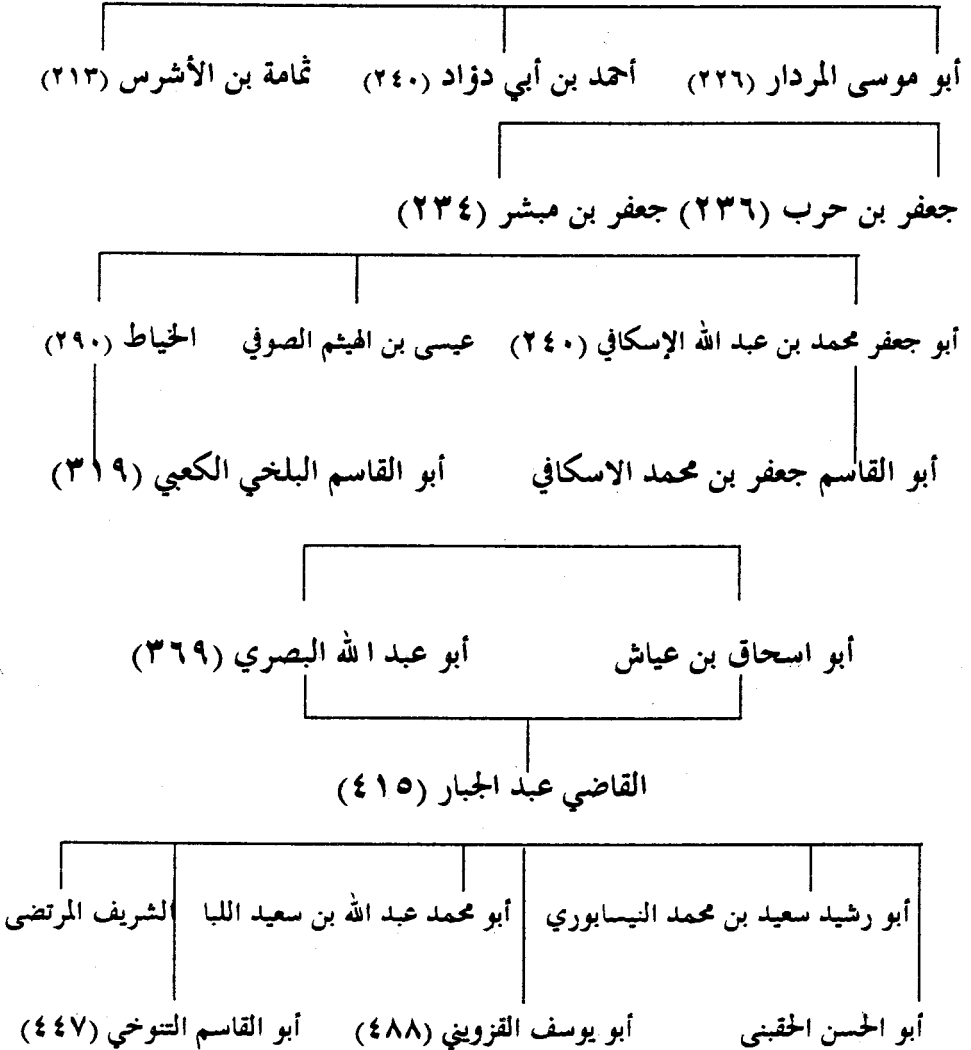 أبو موسى المردار (٢٢٦) أحمد بن أبي دؤاد (٢٤٠) ثمامة بن الأشرس (٢١٣)
جعفر بن حرب (٢٣٦) جعفر بن مبشر (٢٣٤)
أبو جعفر محمد بن عبد الله الإسكافي (٢٤٠) عيسى بن الهيثم الصوفي الخياط (٢٩٠)
أبو القاسم جعفر بن محمد الاسكافي أبو القاسم البلخي الكعبي (٣١٩)
أبو اسحاق بن عياش أبو عبد الله البصري (٣٦٩)
القاضي عبد الجبار (٤١٥)
أبو رشيد سعيد بن محمد النيسابوري أبو محمد عبد الله بن سعيد اللبا الشريف المرتضى
أبو الحسن الحقبنى أبو يوسف القزويني (٤٨٨) أبو القاسم التنوخي (٤٤٧)